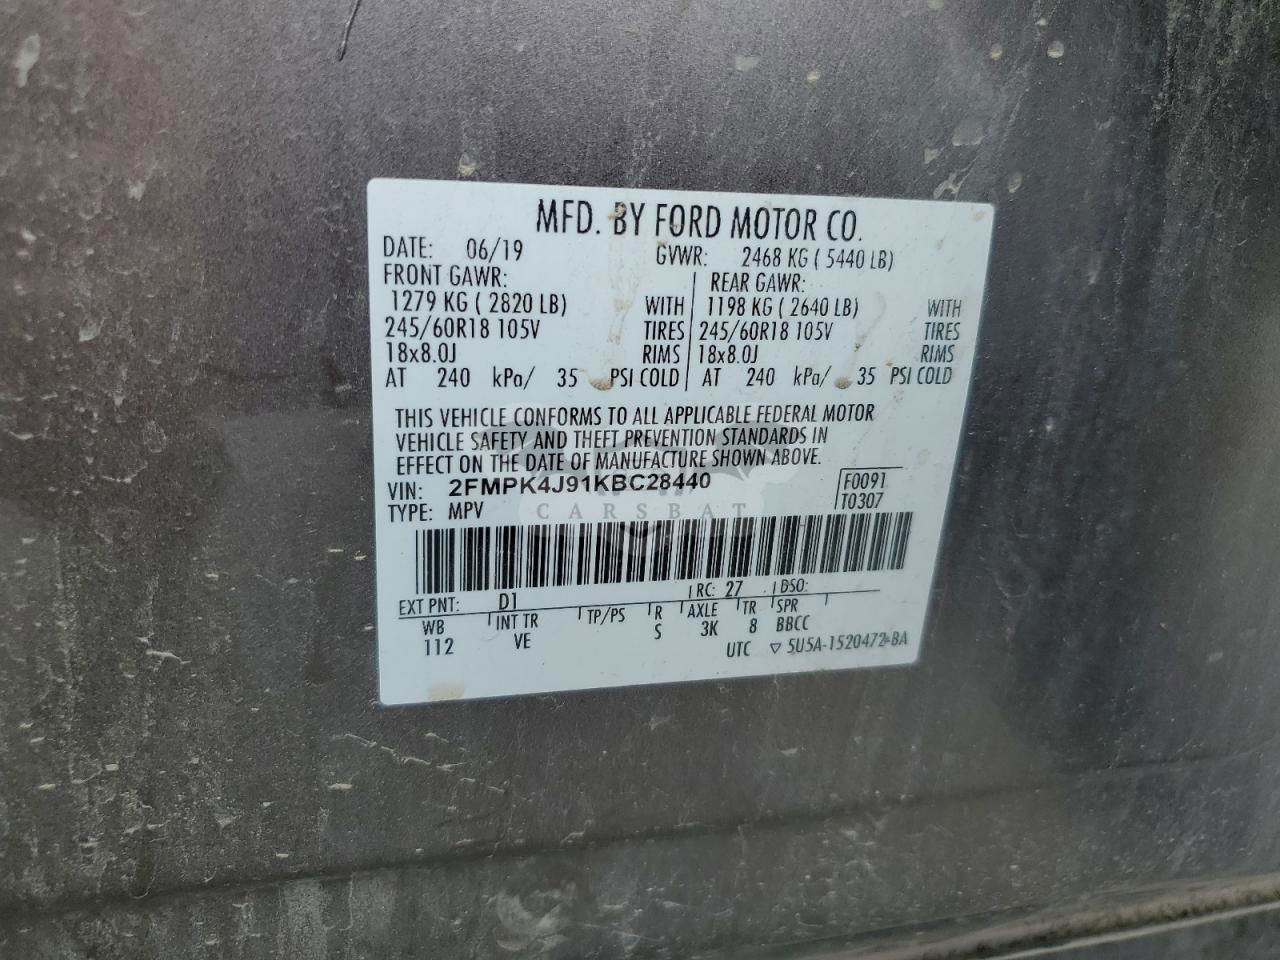 MFD. BY FORD MOTOR CO.
DATE: 06/19 GVWR: 2468 KG ( 5440 LB)
FRONT GAWR: REAR GAWR:
1279 KG ( 2820 LB) WITH 1198 KG ( 2640 LB) WITH
245/60R18 105V TIRES 245/60R18 105V TIRES
18x8.0J RIMS 18x8.0J RIMS
AT 240 kPa/ 35 PSI COLD AT 240 kPa/ 35 PSI COLD
THIS VEHICLE CONFORMS TO ALL APPLICABLE FEDERAL MOTOR
VEHICLE SAFETY AND THEFT PREVENTION STANDARDS IN
EFFECT ON THE DATE OF MANUFACTURE SHOWN ABOVE.
VIN: 2FMPK4J91KBC28440 F0091
TYPE: MPV T0307
CARSBAT
EXT PNT: D1 RC: 27 DSO:
WB INT TR TP/PS R AXLE TR SPR
112 VE S 3K 8 BBCC
UTC ▽ 5U5A-1520472-BA